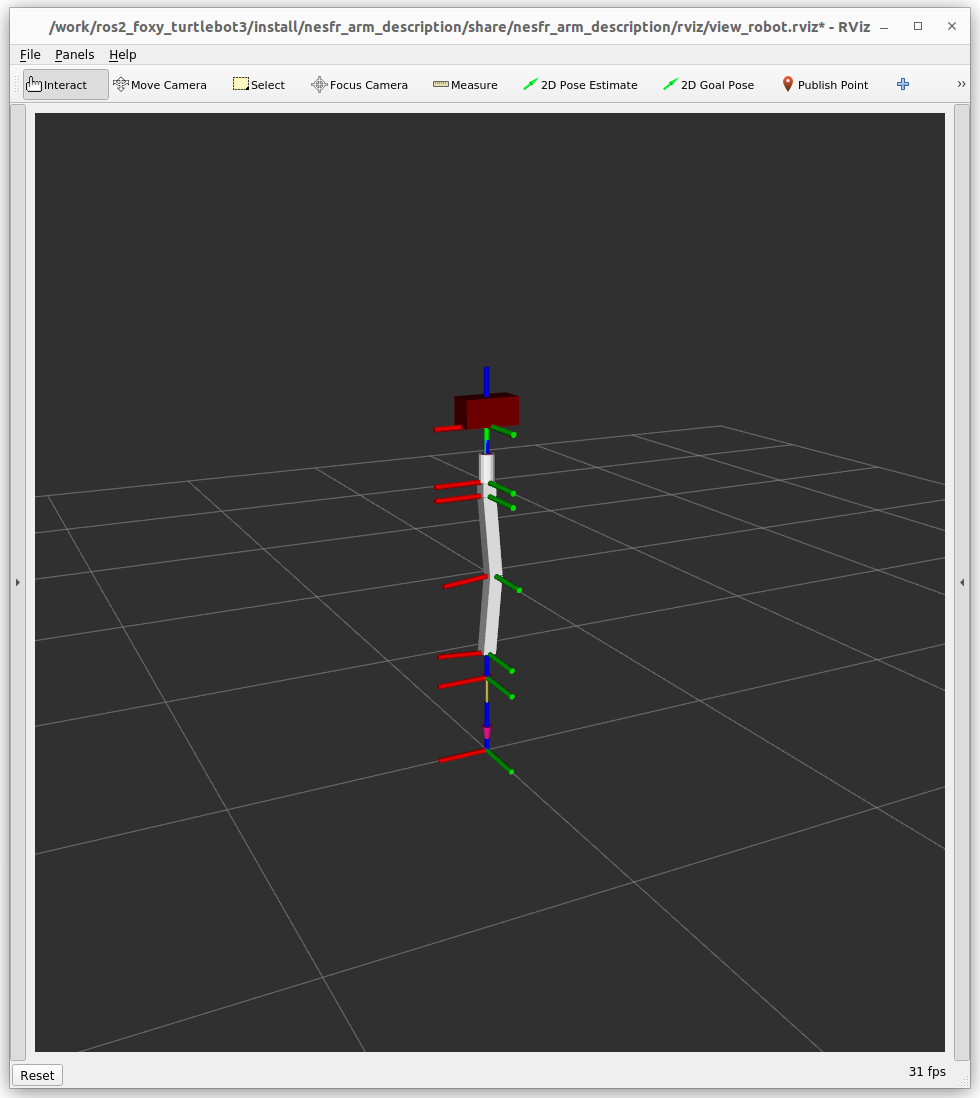 /work/ros2_foxy_turtlebot3/install/nesfr_arm_description/share/nesfr_arm_description/rviz/view_robot.rviz* - RViz
File Panels Help
Interact Move Camera Select Focus Camera Measure 2D Pose Estimate 2D Goal Pose Publish Point »
Reset 31 fps